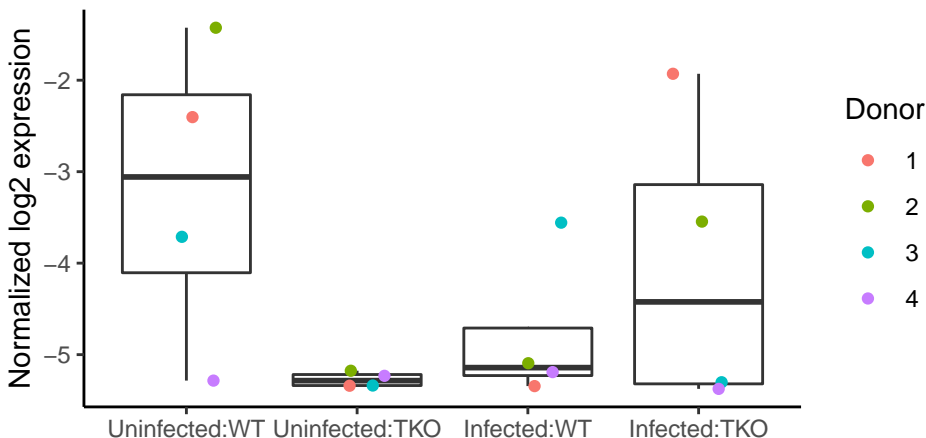 Normalized log2 expression
−2
−3
−4
−5
Uninfected:WT
Uninfected:TKO
Infected:WT
Infected:TKO
Donor
1
2
3
4